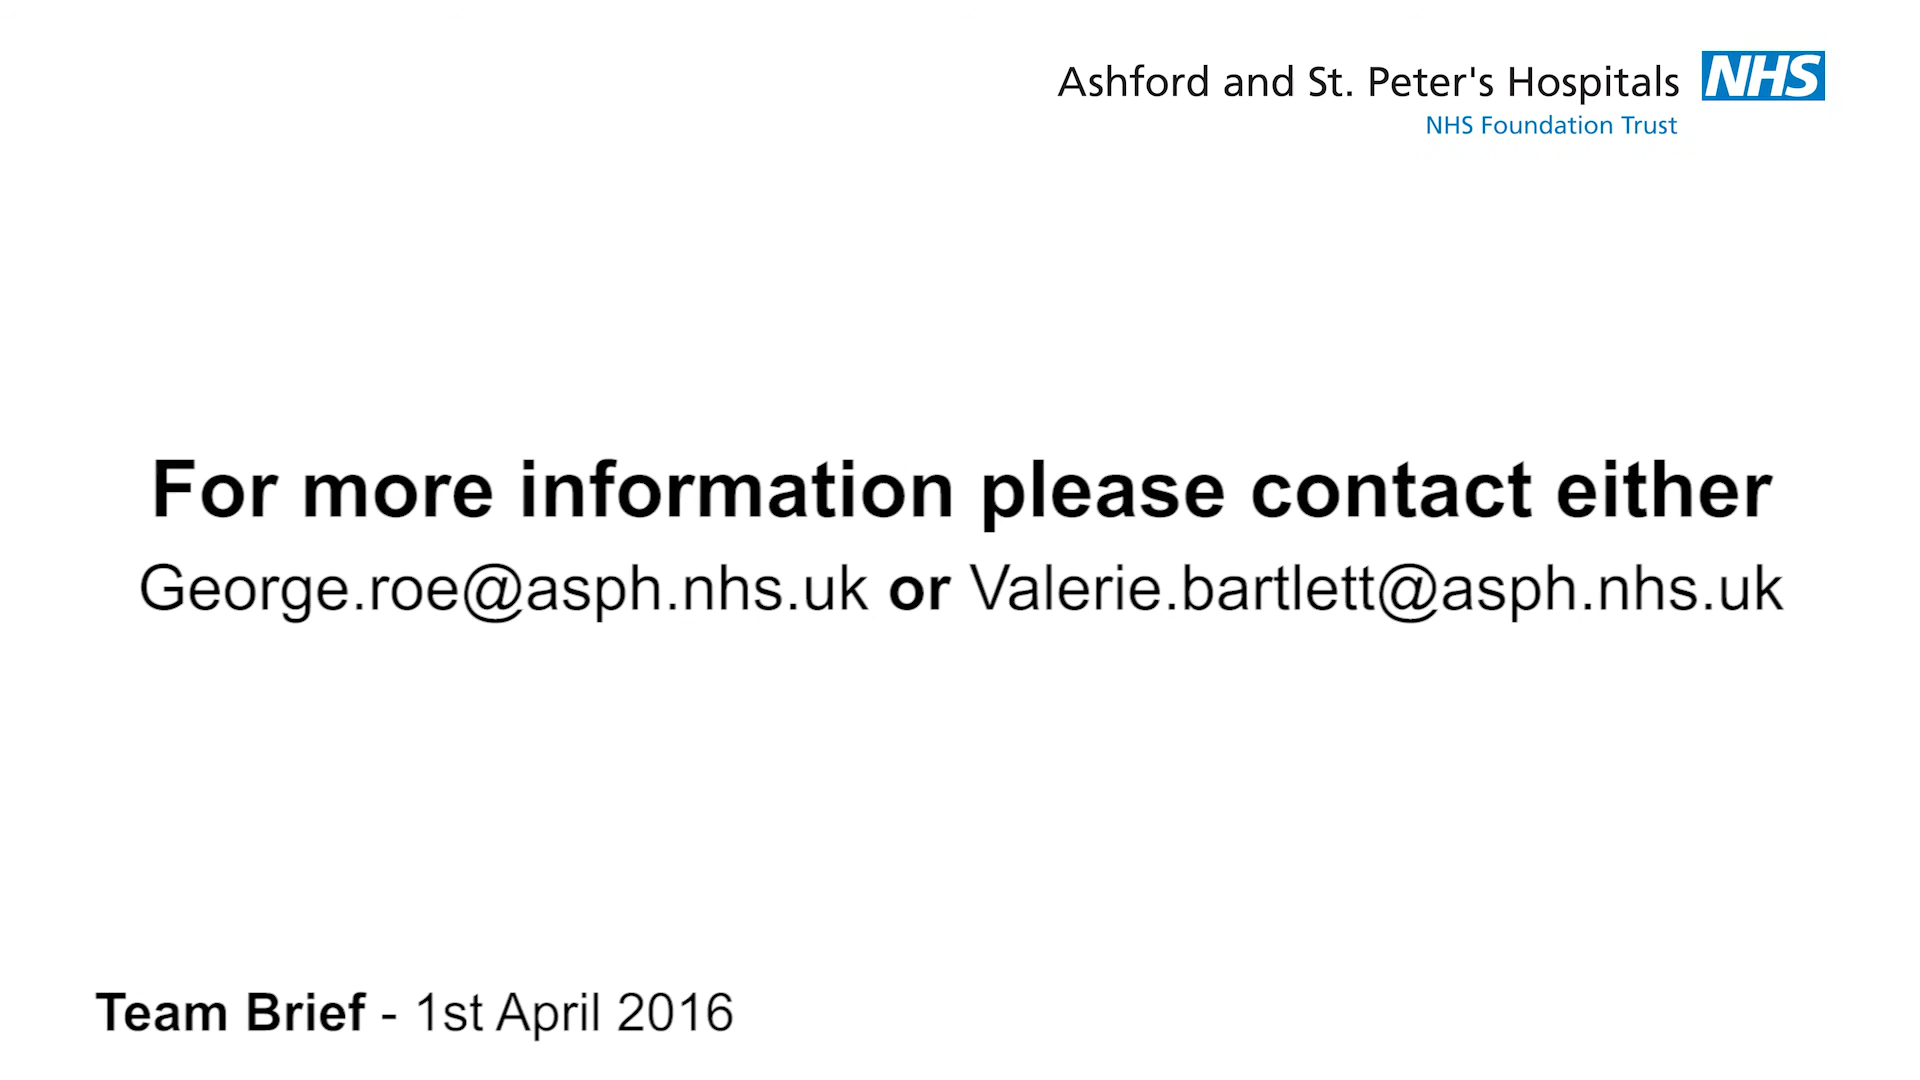 Ashford and St. Peter's Hospitals NHS
NHS Foundation Trust
For more information please contact either
George.roe@asph.nhs.uk or Valerie.bartlett@asph.nhs.uk
Team Brief - 1st April 2016